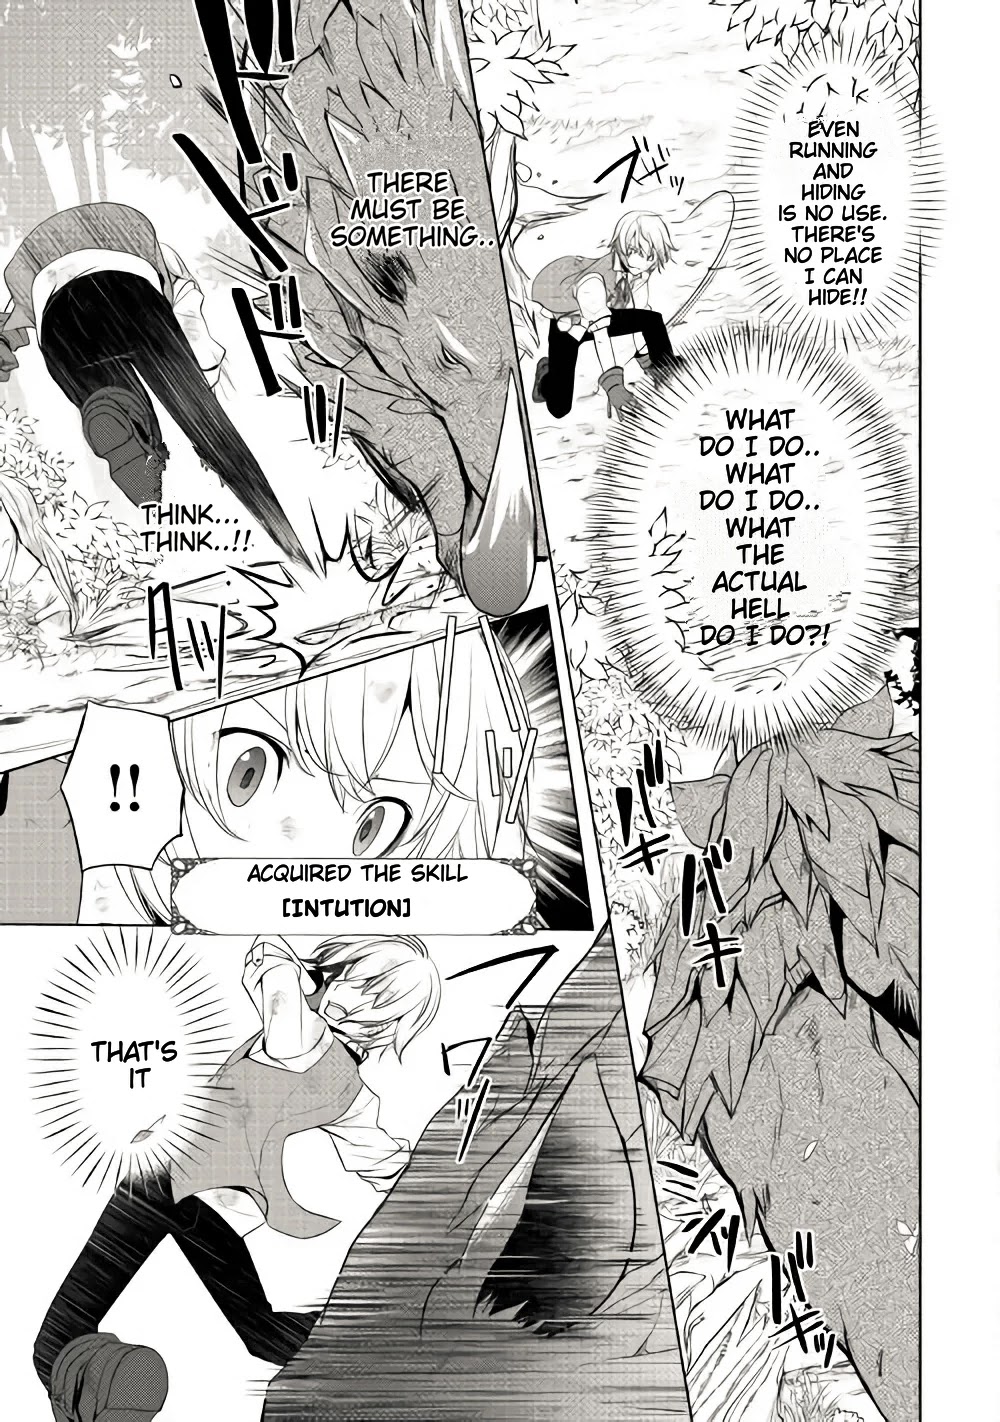 EVEN
RUNNING
AND
HIDING
IS NO USE.
THERE'S
NO PLACE
I CAN
HIDE!!
WHAT
DO I DO..
WHAT
DO I DO..
WHAT
THE
ACTUAL
HELL
DO I DO?!
THERE
MUST BE
SOMETHING..
THINK...
THINK..!!
!!
ACQUIRED THE SKILL
[INTUTION]
THAT'S
IT